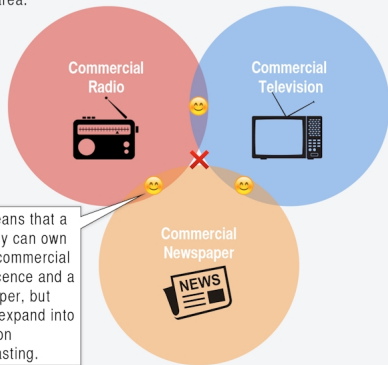 area.
Commercial
Radio
Commercial
Television
eans that a
y can own
commercial
cence and a
per, but
expand into
on
asting.
Commercial
Newspaper
NEWS